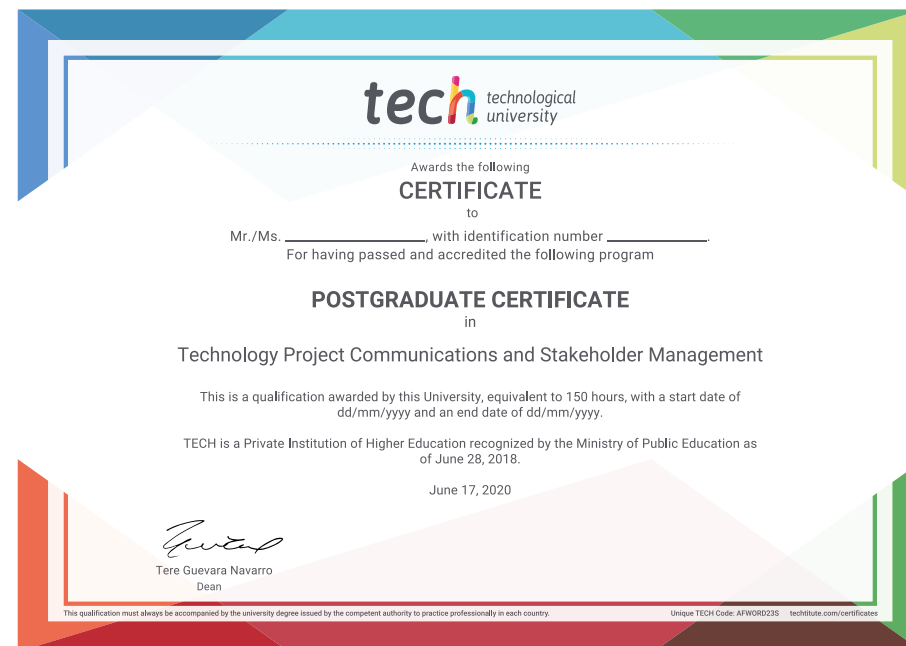 tech technological
university
Awards the following
CERTIFICATE
to
Mr./Ms. ____________________, with identification number ______________.
For having passed and accredited the following program
POSTGRADUATE CERTIFICATE
in
Technology Project Communications and Stakeholder Management
This is a qualification awarded by this University, equivalent to 150 hours, with a start date of
dd/mm/yyyy and an end date of dd/mm/yyyy.
TECH is a Private Institution of Higher Education recognized by the Ministry of Public Education as
of June 28, 2018.
June 17, 2020
Tere Guevara Navarro
Dean
This qualification must always be accompanied by the university degree issued by the competent authority to practice professionally in each country.
Unique TECH Code: AFWORD23S techtitute.com/certificates